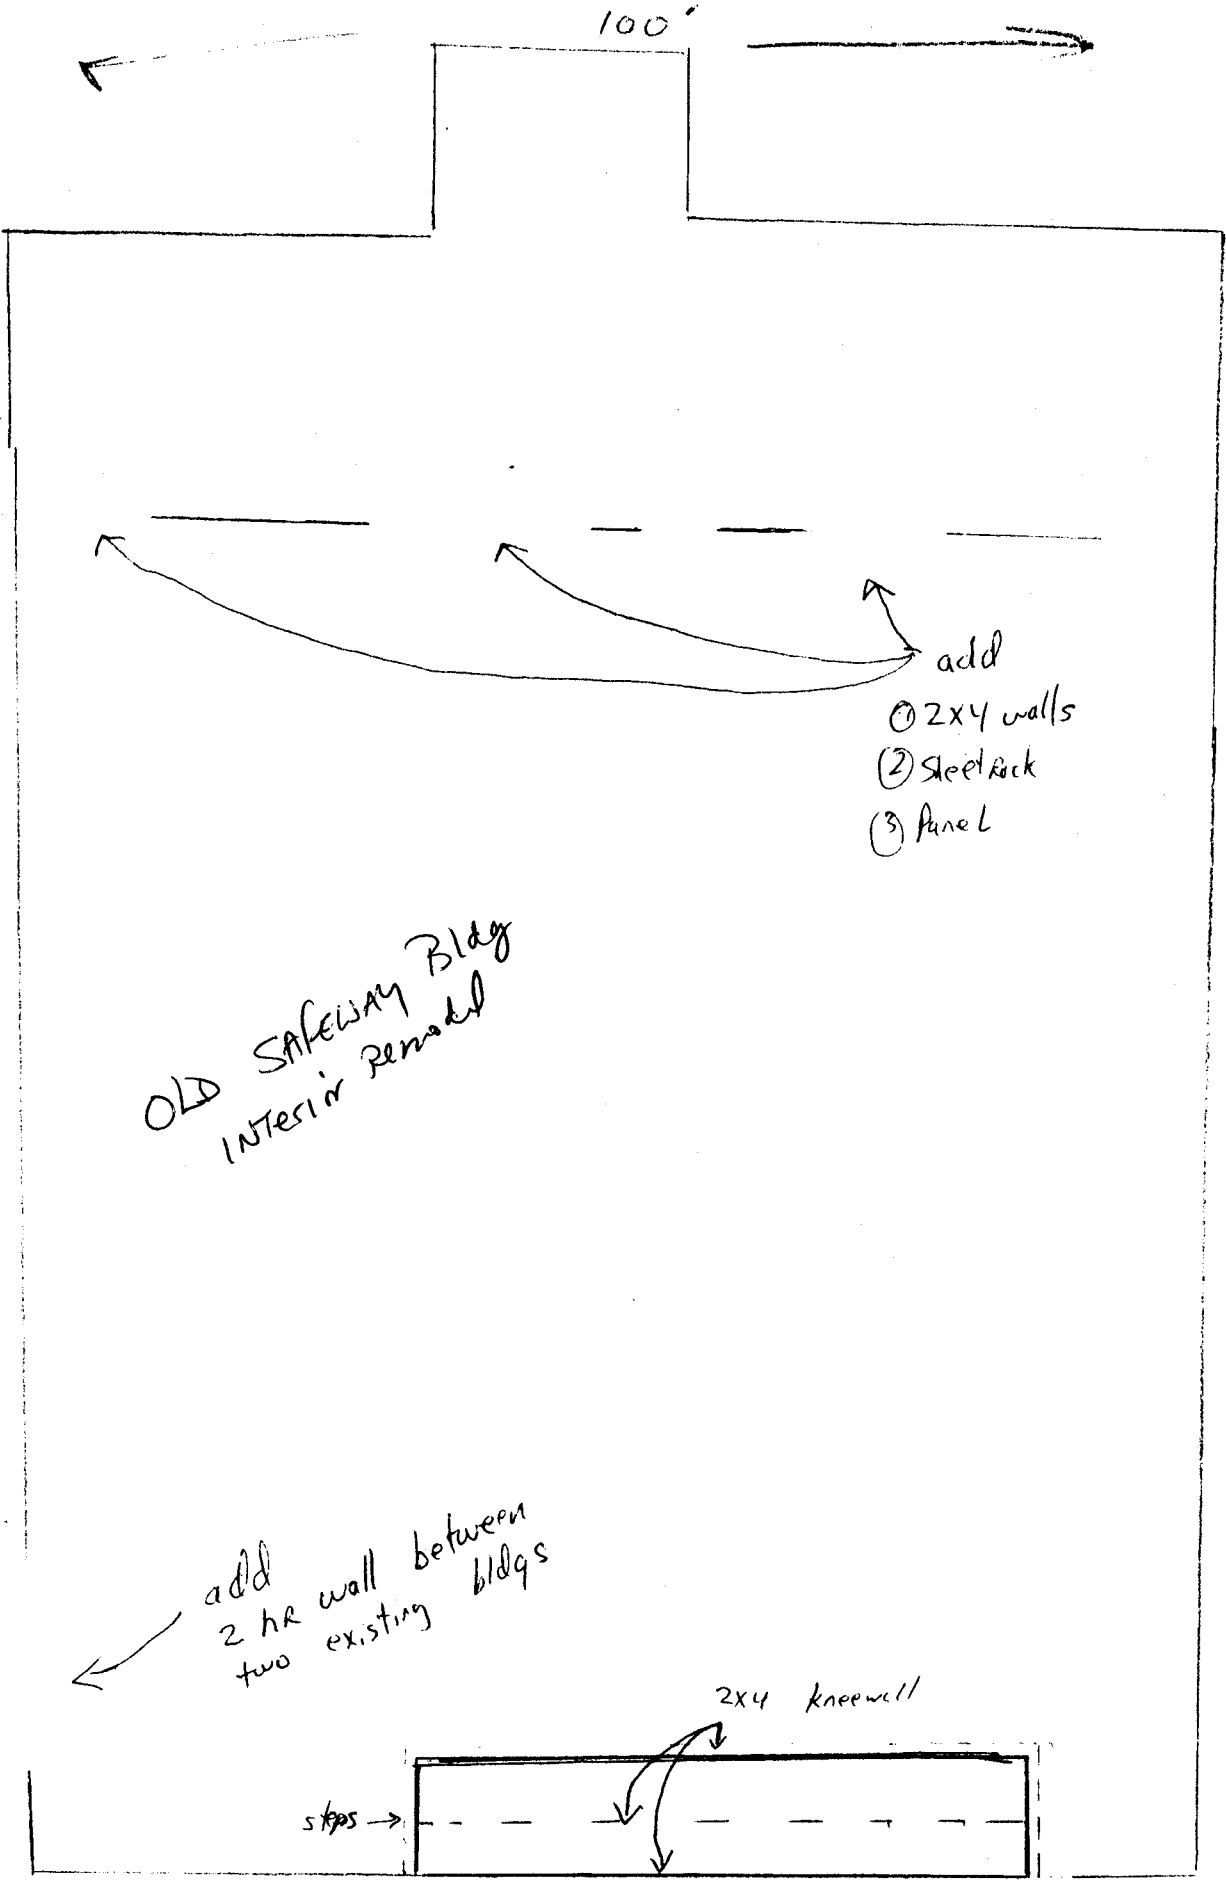 100'
add
① 2x4 walls
② SheetRock
③ Panel
OLD SAFEWAY Bldg
INTerior Remodel
add
2 hR wall between
two existing bldgs
2x4 kneewall
steps →